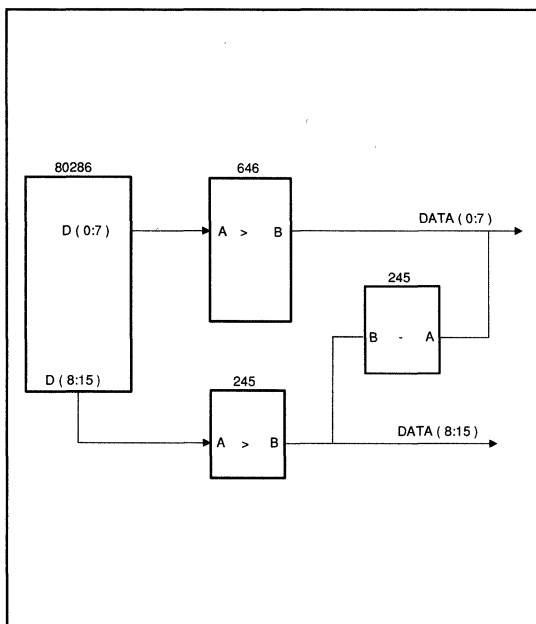 80286
646
D ( 0:7 )
A > B
DATA ( 0:7 )
245
B - A
D ( 8:15 )
245
A > B
DATA ( 8:15 )